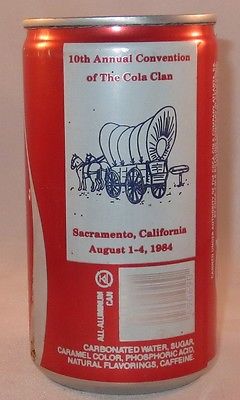 10th Annual Convention
of The Cola Clan
Sacramento, California
August 1-4, 1984
ALL-ALUMINUM
CAN
CARBONATED WATER, SUGAR,
CARAMEL COLOR, PHOSPHORIC ACID,
NATURAL FLAVORINGS, CAFFEINE.